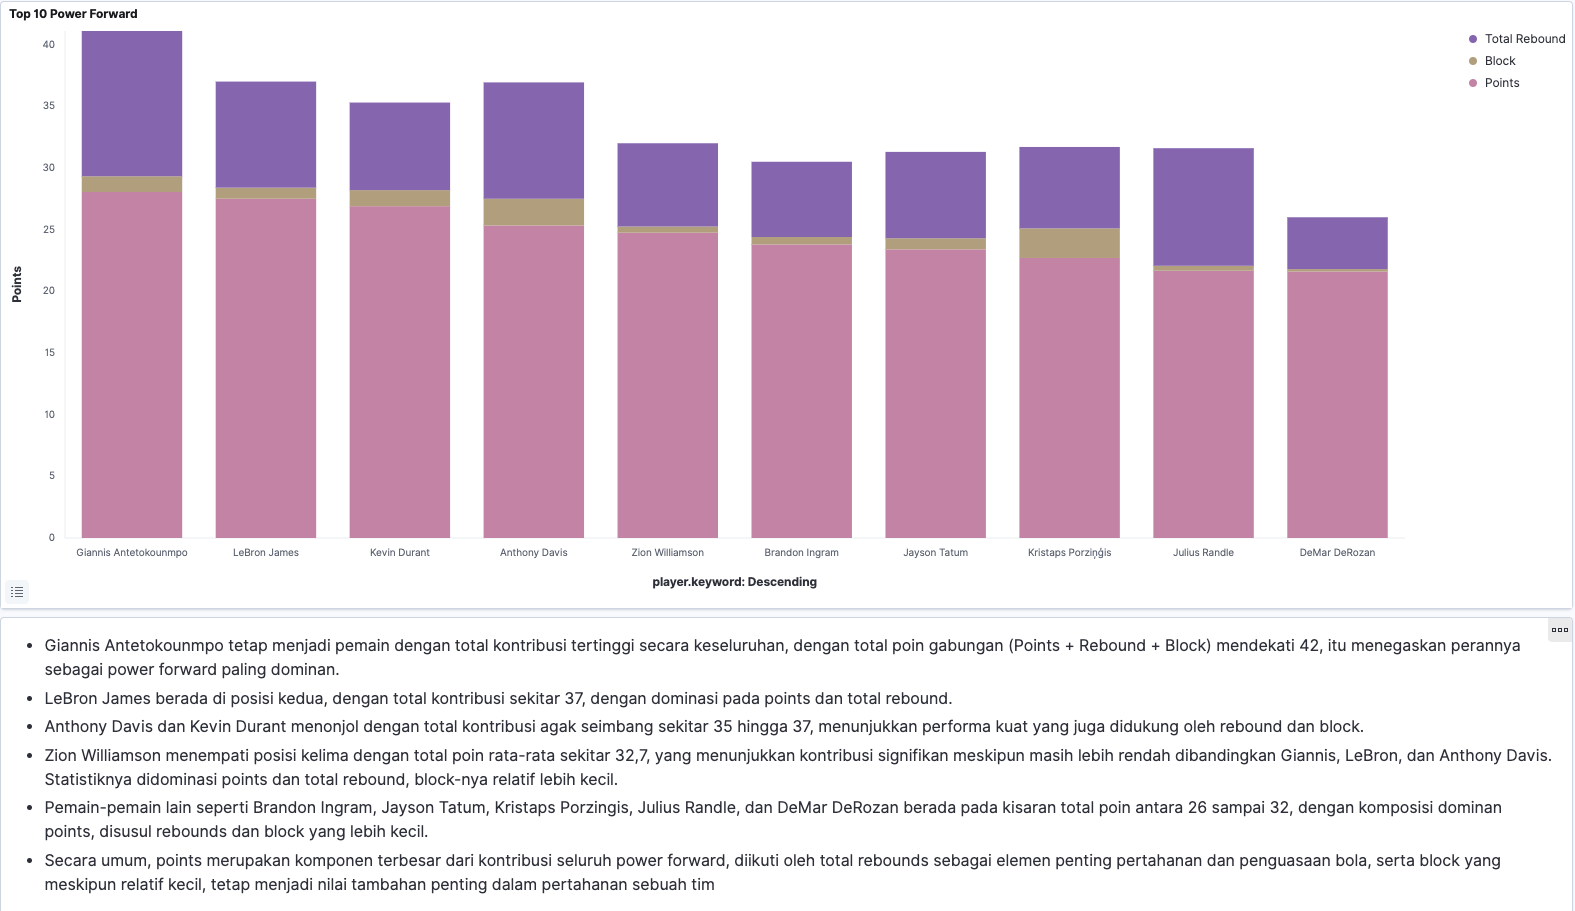 Top 10 Power Forward
Total Rebound
Block
Points
40
35
30
25
20
15
10
5
0
Points
Giannis Antetokounmpo
LeBron James
Kevin Durant
Anthony Davis
Zion Williamson
Brandon Ingram
Jayson Tatum
Kristaps Porziņģis
Julius Randle
DeMar DeRozan
player.keyword: Descending
• Giannis Antetokounmpo tetap menjadi pemain dengan total kontribusi tertinggi secara keseluruhan, dengan total poin gabungan (Points + Rebound + Block) mendekati 42, itu menegaskan perannya
sebagai power forward paling dominan.
• LeBron James berada di posisi kedua, dengan total kontribusi sekitar 37, dengan dominasi pada points dan total rebound.
• Anthony Davis dan Kevin Durant menonjol dengan total kontribusi agak seimbang sekitar 35 hingga 37, menunjukkan performa kuat yang juga didukung oleh rebound dan block.
• Zion Williamson menempati posisi kelima dengan total poin rata-rata sekitar 32,7, yang menunjukkan kontribusi signifikan meskipun masih lebih rendah dibandingkan Giannis, LeBron, dan Anthony Davis.
Statistiknya didominasi points dan total rebound, block-nya relatif lebih kecil.
• Pemain-pemain lain seperti Brandon Ingram, Jayson Tatum, Kristaps Porzingis, Julius Randle, dan DeMar DeRozan berada pada kisaran total poin antara 26 sampai 32, dengan komposisi dominan
points, disusul rebounds dan block yang lebih kecil.
• Secara umum, points merupakan komponen terbesar dari kontribusi seluruh power forward, diikuti oleh total rebounds sebagai elemen penting pertahanan dan penguasaan bola, serta block yang
meskipun relatif kecil, tetap menjadi nilai tambahan penting dalam pertahanan sebuah tim